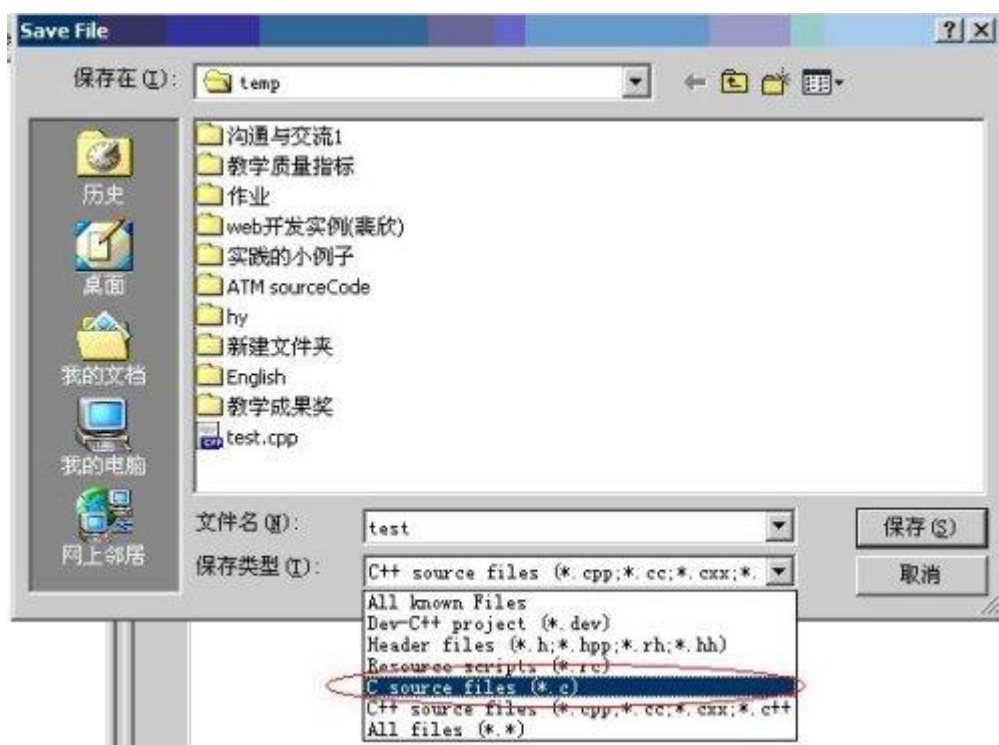 Save File
保存在(I):
temp
历史
桌面
我的文档
我的电脑
网上邻居
沟通与交流1
教学质量指标
作业
web开发实例(裴欣)
实践的小例子
ATM sourceCode
hy
新建文件夹
English
教学成果奖
test.cpp
文件名(N):
test
保存(S)
保存类型(T):
C++ source files (*.cpp;*.cc;*.cxx;*.
取消
All known Files
Dev-C++ project (*.dev)
Header files (*.h;*.hpp;*.rh;*.hh)
Resource scripts (*.rc)
C source files (*.c)
C++ source files (*.cpp;*.cc;*.cxx;*.c++
All files (*.*)